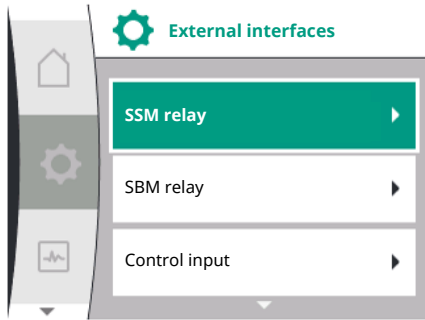 External interfaces
SSM relay
SBM relay
Control input